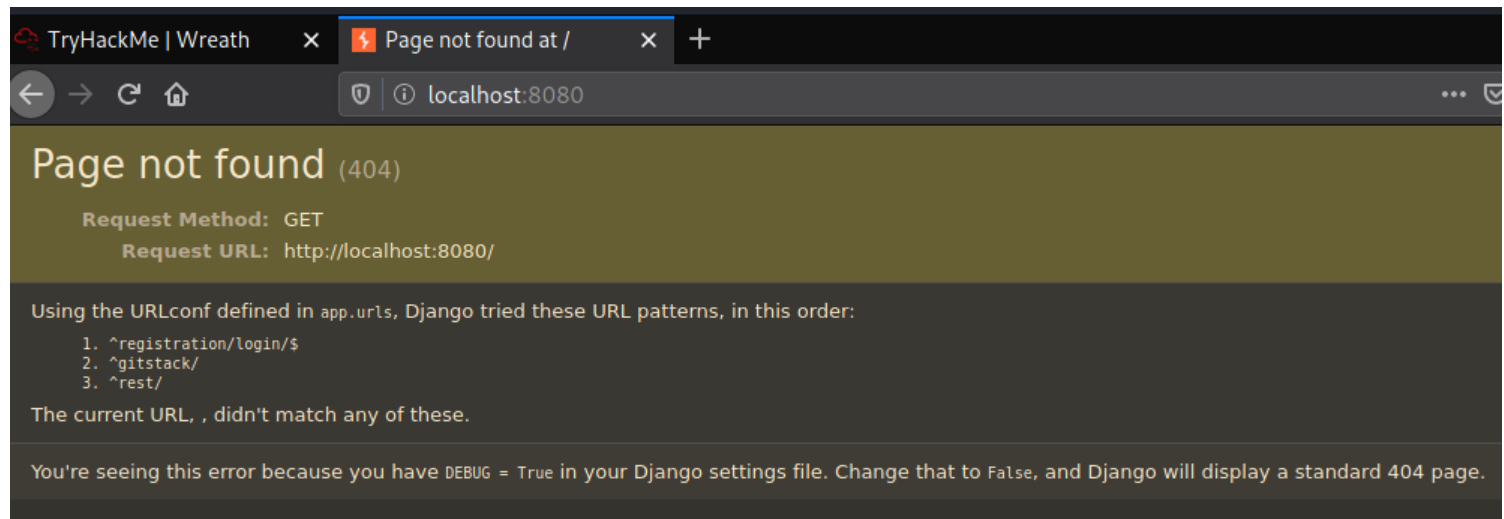 TryHackMe | Wreath
Page not found at /
localhost:8080
Page not found (404)
Request Method: GET
Request URL: http://localhost:8080/
Using the URLconf defined in app.urls, Django tried these URL patterns, in this order:
1. ^registration/login/$
2. ^gitstack/
3. ^rest/
The current URL, , didn't match any of these.
You're seeing this error because you have DEBUG = True in your Django settings file. Change that to False, and Django will display a standard 404 page.